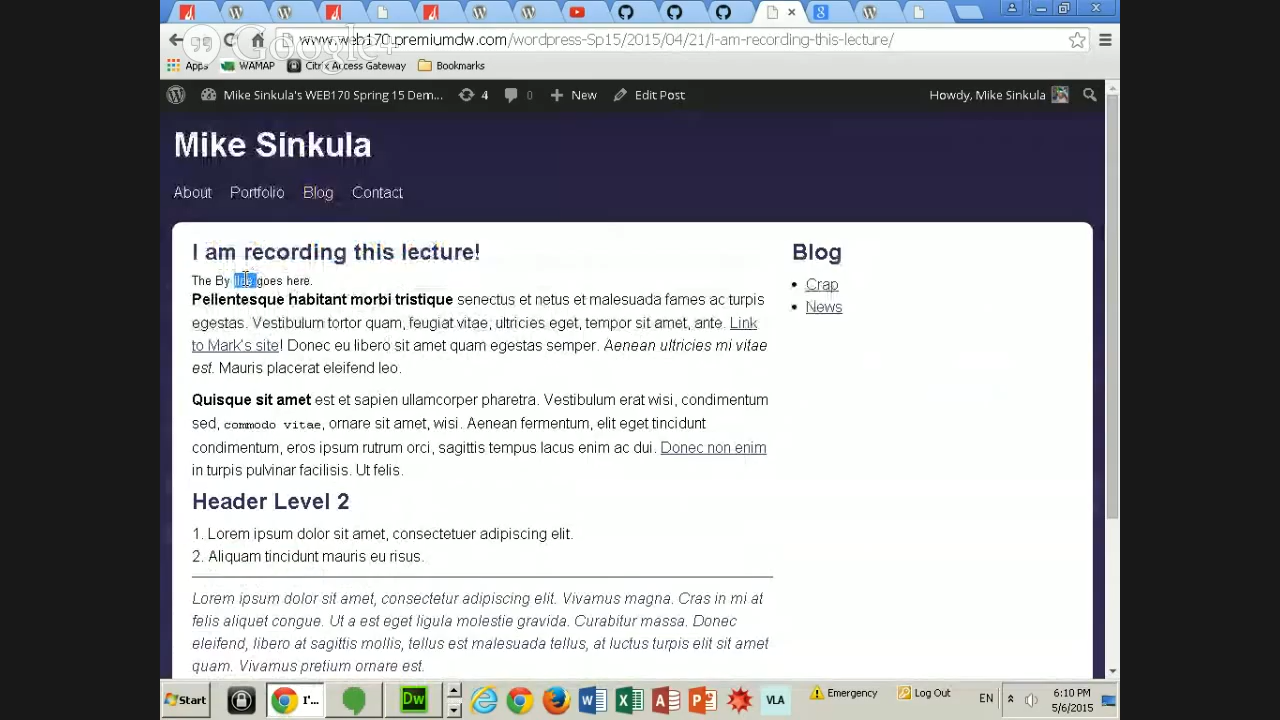 Google+
www.web170.premiumdw.com/wordpress-Sp15/2015/04/21/i-am-recording-this-lecture/
Apps WAMAP Citrix Access Gateway Bookmarks
Mike Sinkula's WEB170 Spring 15 Dem... 4 0 New Edit Post Howdy, Mike Sinkula
Mike Sinkula
About Portfolio Blog Contact
I am recording this lecture!
The By line goes here.
Pellentesque habitant morbi tristique senectus et netus et malesuada fames ac turpis
egestas. Vestibulum tortor quam, feugiat vitae, ultricies eget, tempor sit amet, ante. Link
to Mark's site! Donec eu libero sit amet quam egestas semper. Aenean ultricies mi vitae
est. Mauris placerat eleifend leo.
Quisque sit amet est et sapien ullamcorper pharetra. Vestibulum erat wisi, condimentum
sed, commodo vitae, ornare sit amet, wisi. Aenean fermentum, elit eget tincidunt
condimentum, eros ipsum rutrum orci, sagittis tempus lacus enim ac dui. Donec non enim
in turpis pulvinar facilisis. Ut felis.
Header Level 2
1. Lorem ipsum dolor sit amet, consectetuer adipiscing elit.
2. Aliquam tincidunt mauris eu risus.
Lorem ipsum dolor sit amet, consectetur adipiscing elit. Vivamus magna. Cras in mi at
felis aliquet congue. Ut a est eget ligula molestie gravida. Curabitur massa. Donec
eleifend, libero at sagittis mollis, tellus est malesuada tellus, at luctus turpis elit sit amet
quam. Vivamus pretium ornare est.
Blog
Crap
News
Start I'... Dw VLA Emergency Log Out EN 6:10 PM
5/6/2015